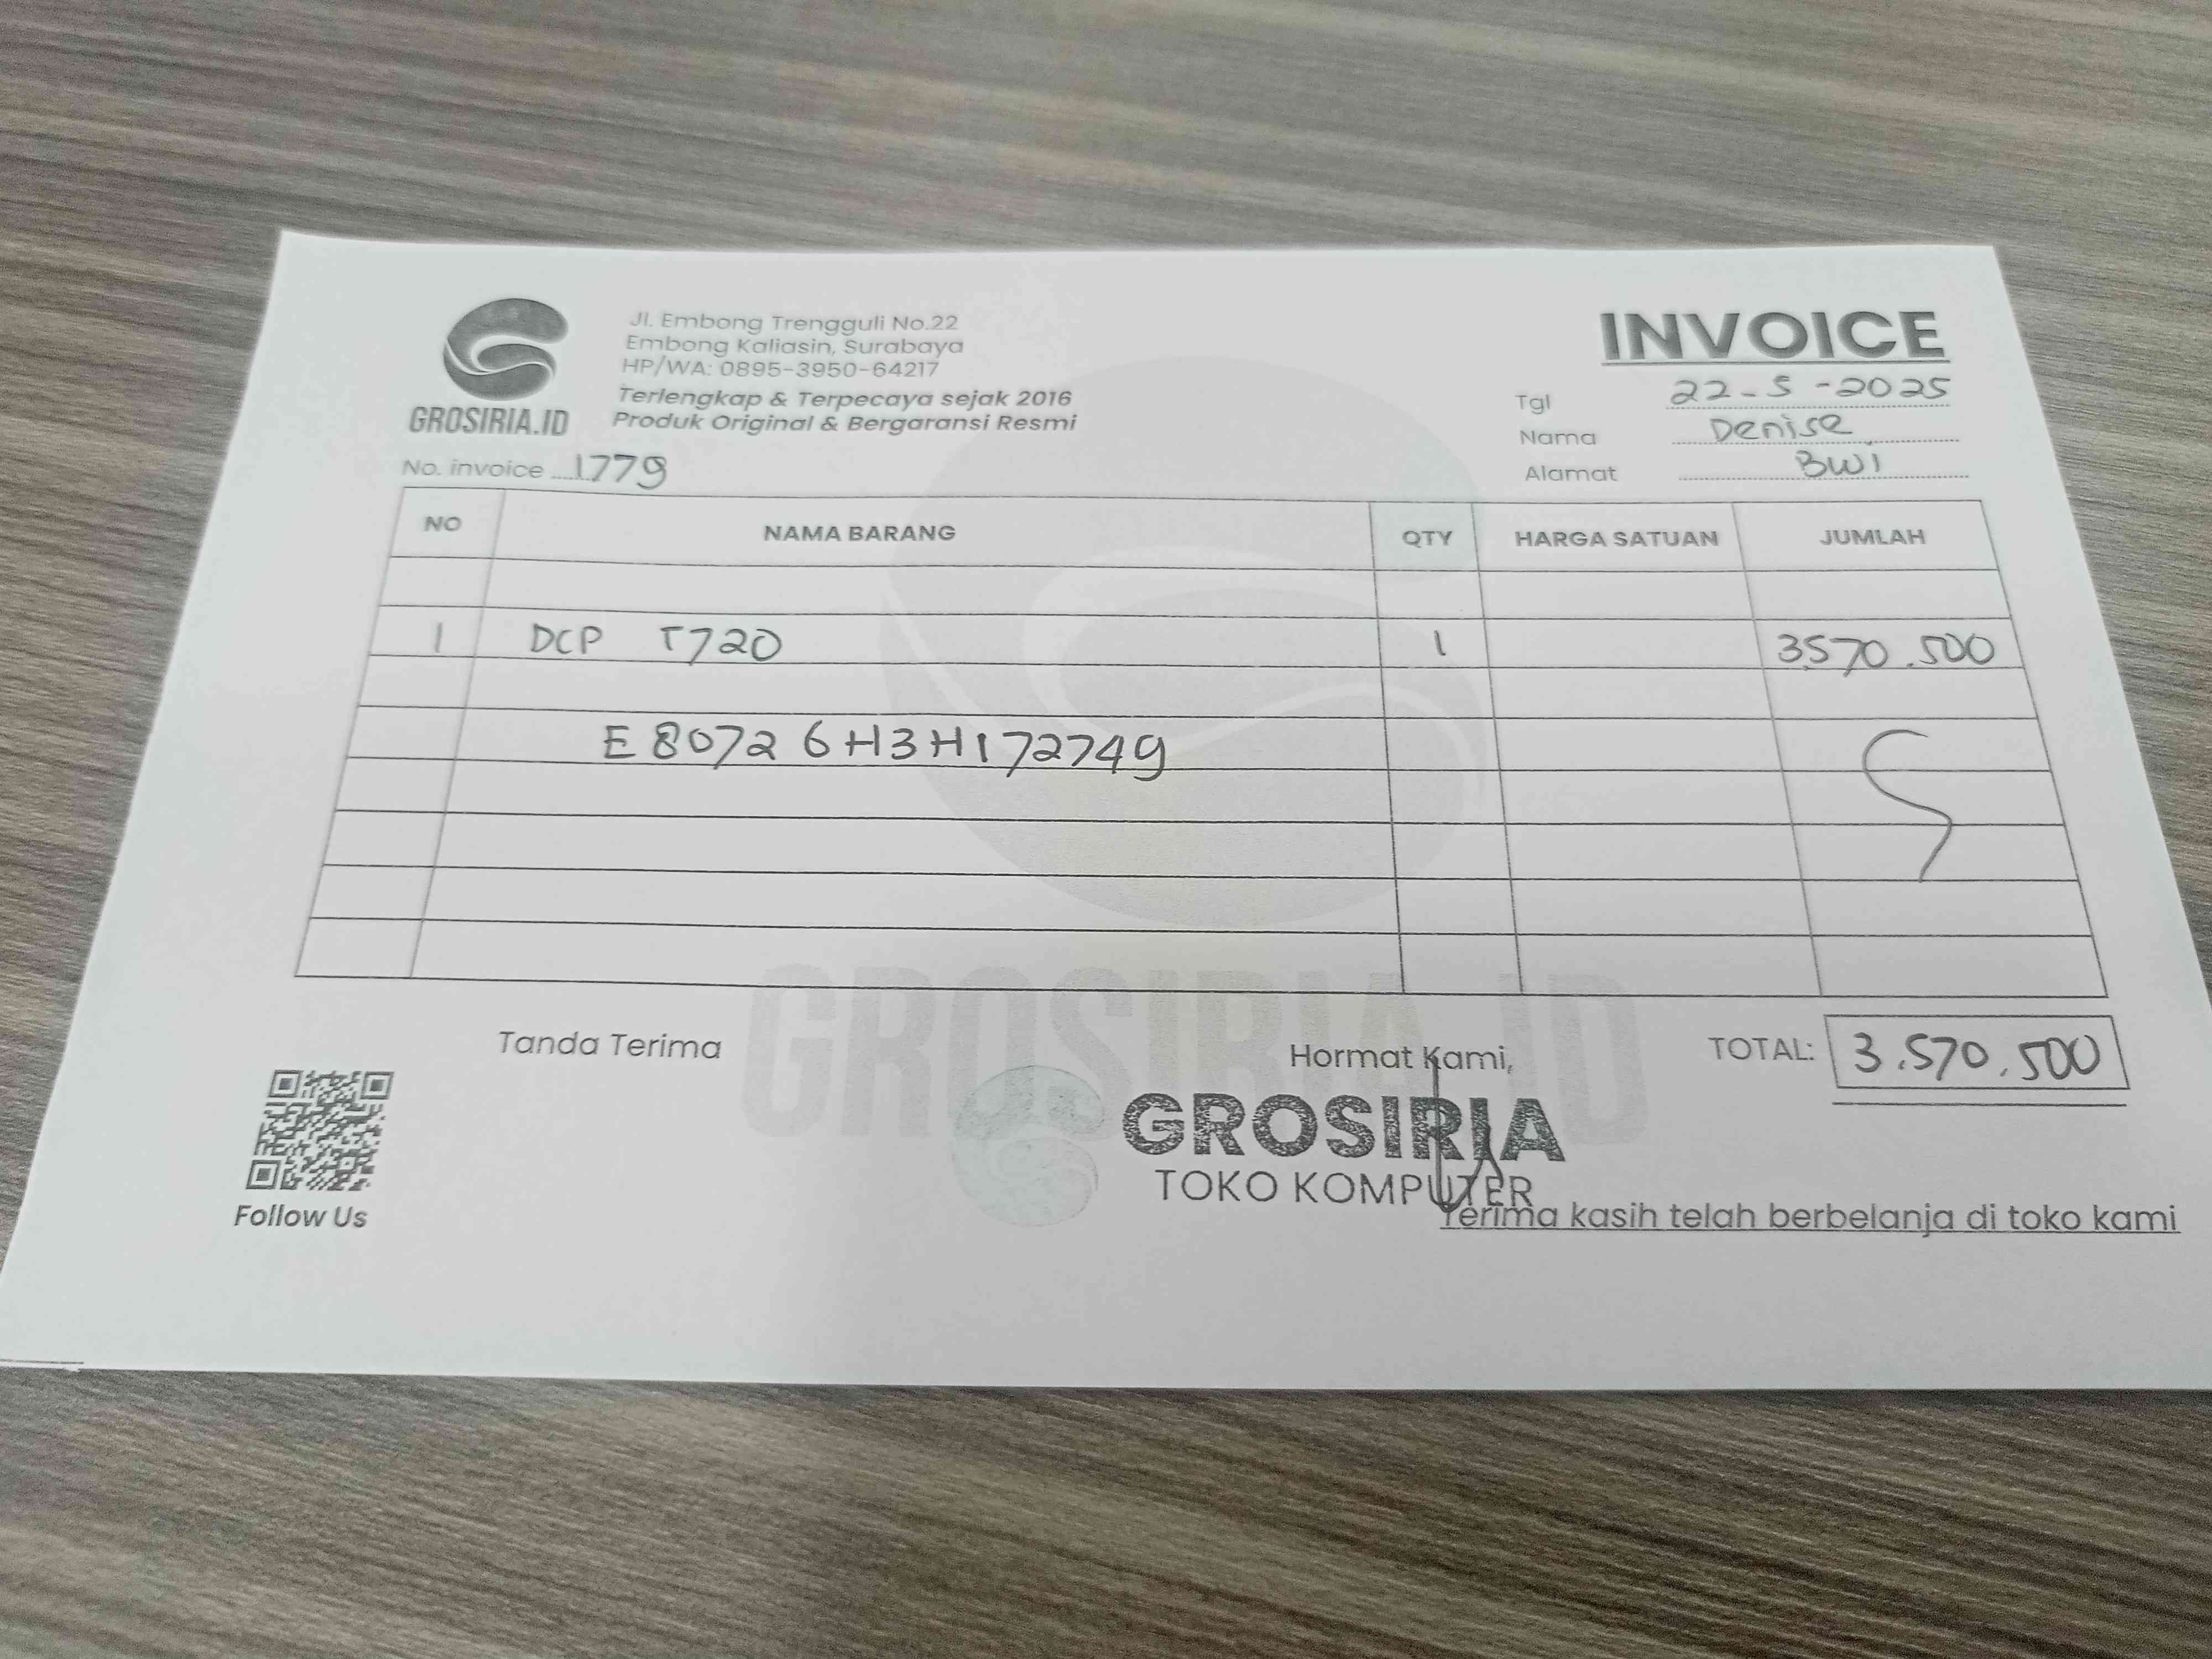 GROSIRIA.ID
Jl. Embong Trengguli No.22
Embong Kaliasin, Surabaya
HP/WA: 0895-3950-64217
Terlengkap & Terpecaya sejak 2016
Produk Original & Bergaransi Resmi
INVOICE
Tgl 22-5-2025
Nama Denise
Alamat BWI
No. invoice 1779
NO NAMA BARANG QTY HARGA SATUAN JUMLAH
1 DCP T720 1 3570.500
E80726H3H172749
GROSIRIA.ID
Tanda Terima
Hormat Kami,
TOTAL: 3.570.500
GROSIRIA
TOKO KOMPUTER
Follow Us
Terima kasih telah berbelanja di toko kami